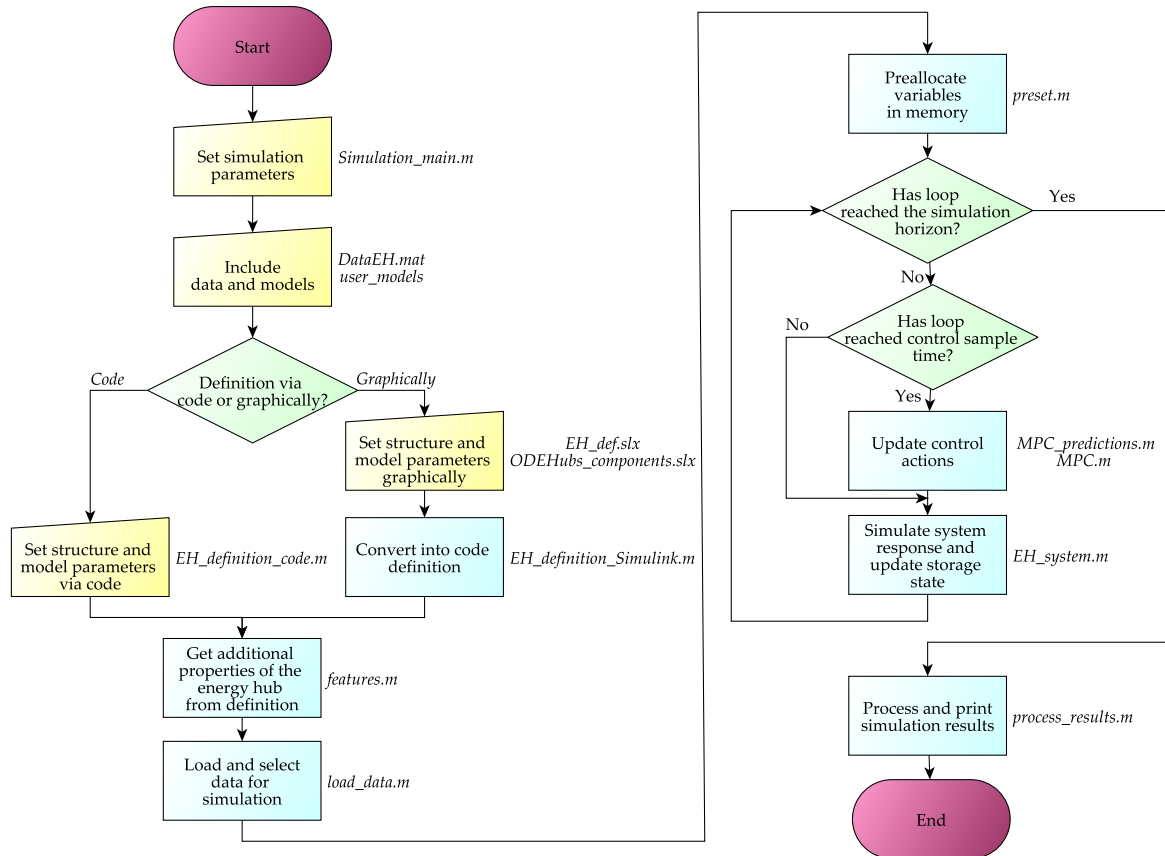 Start
Set simulation
parameters
Simulation_main.m
Include
data and models
DataEH.mat
user_models
Definition via
code or graphically?
Code
Graphically
Set structure and
model parameters
graphically
EH_def.slx
ODEHubs_components.slx
Set structure and
model parameters
via code
EH_definition_code.m
Convert into code
definition
EH_definition_Simulink.m
Get additional
properties of the
energy hub
from definition
features.m
Load and select
data for
simulation
load_data.m
Preallocate
variables
in memory
preset.m
Has loop
reached the simulation
horizon?
Yes
No
Has loop
reached control sample
time?
No
Yes
Update control
actions
MPC_predictions.m
MPC.m
Simulate system
response and
update storage
state
EH_system.m
Process and print
simulation results
process_results.m
End